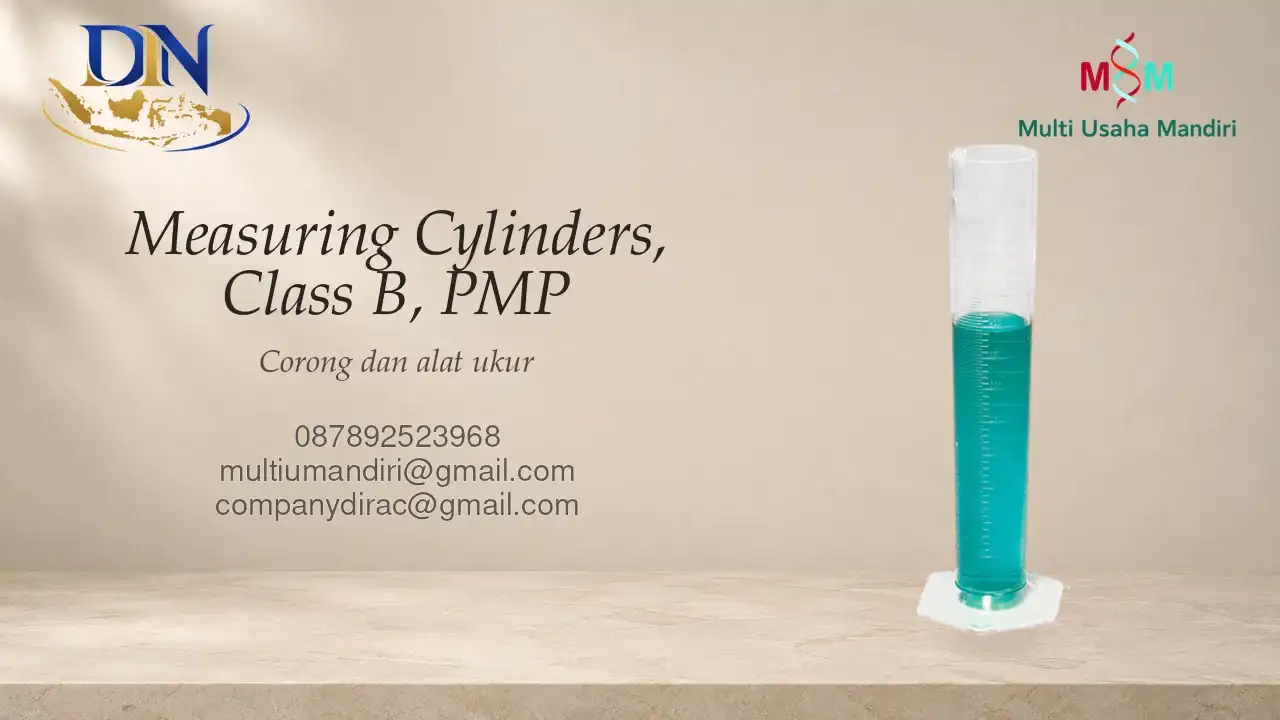 DN
M M
Multi Usaha Mandiri
Measuring Cylinders,
Class B, PMP
Corong dan alat ukur
087892523968
multiumandiri@gmail.com
companydirac@gmail.com